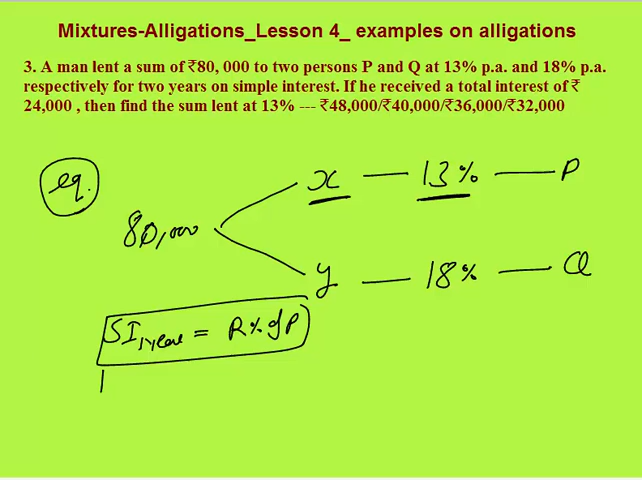 Mixtures-Alligations_Lesson 4_ examples on alligations
3. A man lent a sum of ₹80, 000 to two persons P and Q at 13% p.a. and 18% p.a.
respectively for two years on simple interest. If he received a total interest of ₹
24,000 , then find the sum lent at 13% --- ₹48,000/₹40,000/₹36,000/₹32,000
eq.
x — 13% — P
80,000
y — 18% — Q
SI 1 year = R% of P